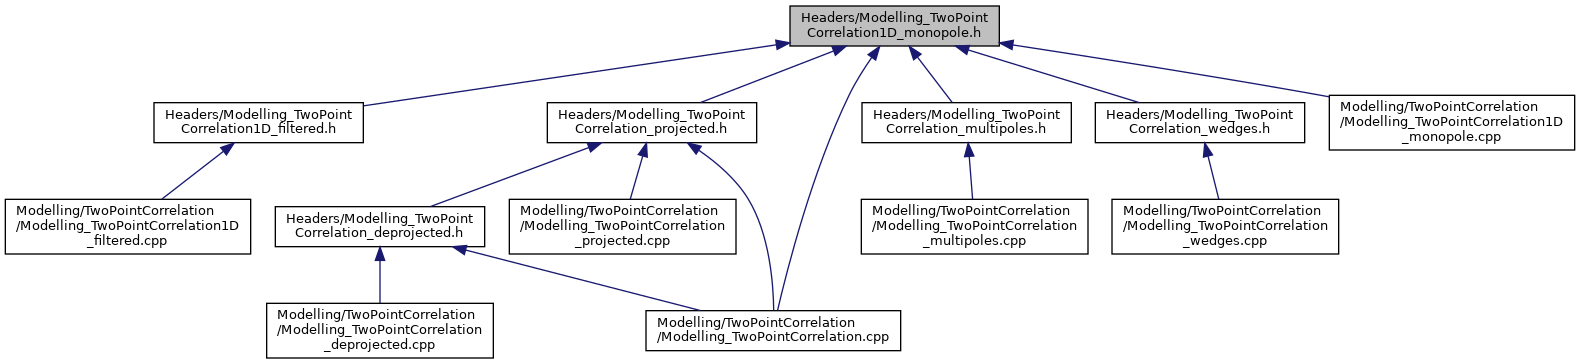 Headers/Modelling_TwoPoint
Correlation1D_monopole.h
Headers/Modelling_TwoPoint
Correlation1D_filtered.h
Headers/Modelling_TwoPoint
Correlation_projected.h
Headers/Modelling_TwoPoint
Correlation_multipoles.h
Headers/Modelling_TwoPoint
Correlation_wedges.h
Modelling/TwoPointCorrelation
/Modelling_TwoPointCorrelation1D
_monopole.cpp
Modelling/TwoPointCorrelation
/Modelling_TwoPointCorrelation1D
_filtered.cpp
Headers/Modelling_TwoPoint
Correlation_deprojected.h
Modelling/TwoPointCorrelation
/Modelling_TwoPointCorrelation
_projected.cpp
Modelling/TwoPointCorrelation
/Modelling_TwoPointCorrelation
_multipoles.cpp
Modelling/TwoPointCorrelation
/Modelling_TwoPointCorrelation
_wedges.cpp
Modelling/TwoPointCorrelation
/Modelling_TwoPointCorrelation
_deprojected.cpp
Modelling/TwoPointCorrelation
/Modelling_TwoPointCorrelation.cpp